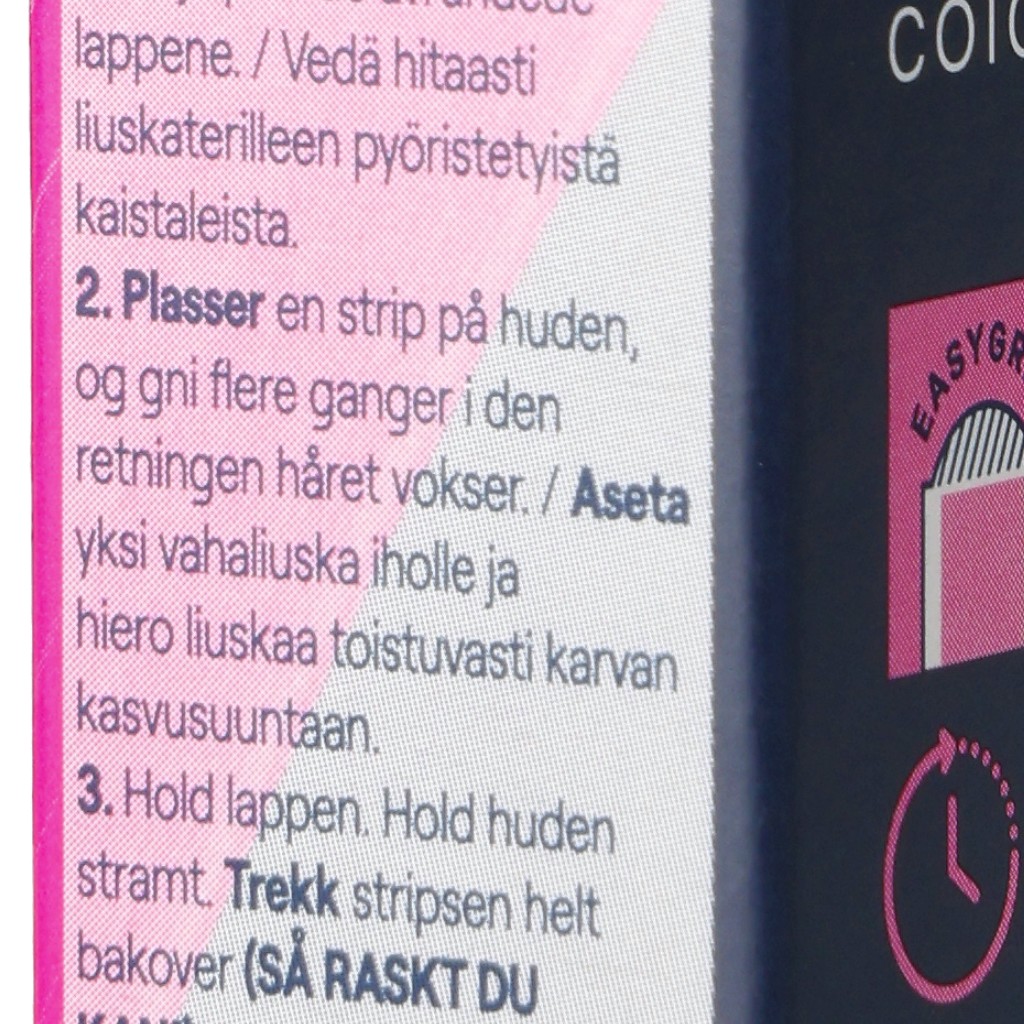 lappene. / Vedä hitaasti
liuskaterilleen pyöristetyistä
kaistaleista.
2. Plasser en strip på huden,
og gni flere ganger i den
retningen håret vokser. / Aseta
yksi vahaliuska iholle ja
hiero liuskaa toistuvasti karvan
kasvusuuntaan.
3. Hold lappen. Hold huden
stramt. Trekk stripsen helt
bakover (SÅ RASKT DU
EASYGR